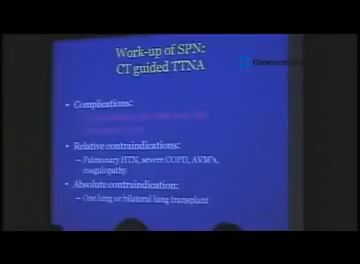 Work-up of SPN:
CT guided TTNA
• Complications:
• Relative contraindications:
– Pulmonary HTN, severe COPD, AVM's,
coagulopathy
• Absolute contraindication:
– One lung or bilateral lung transplant